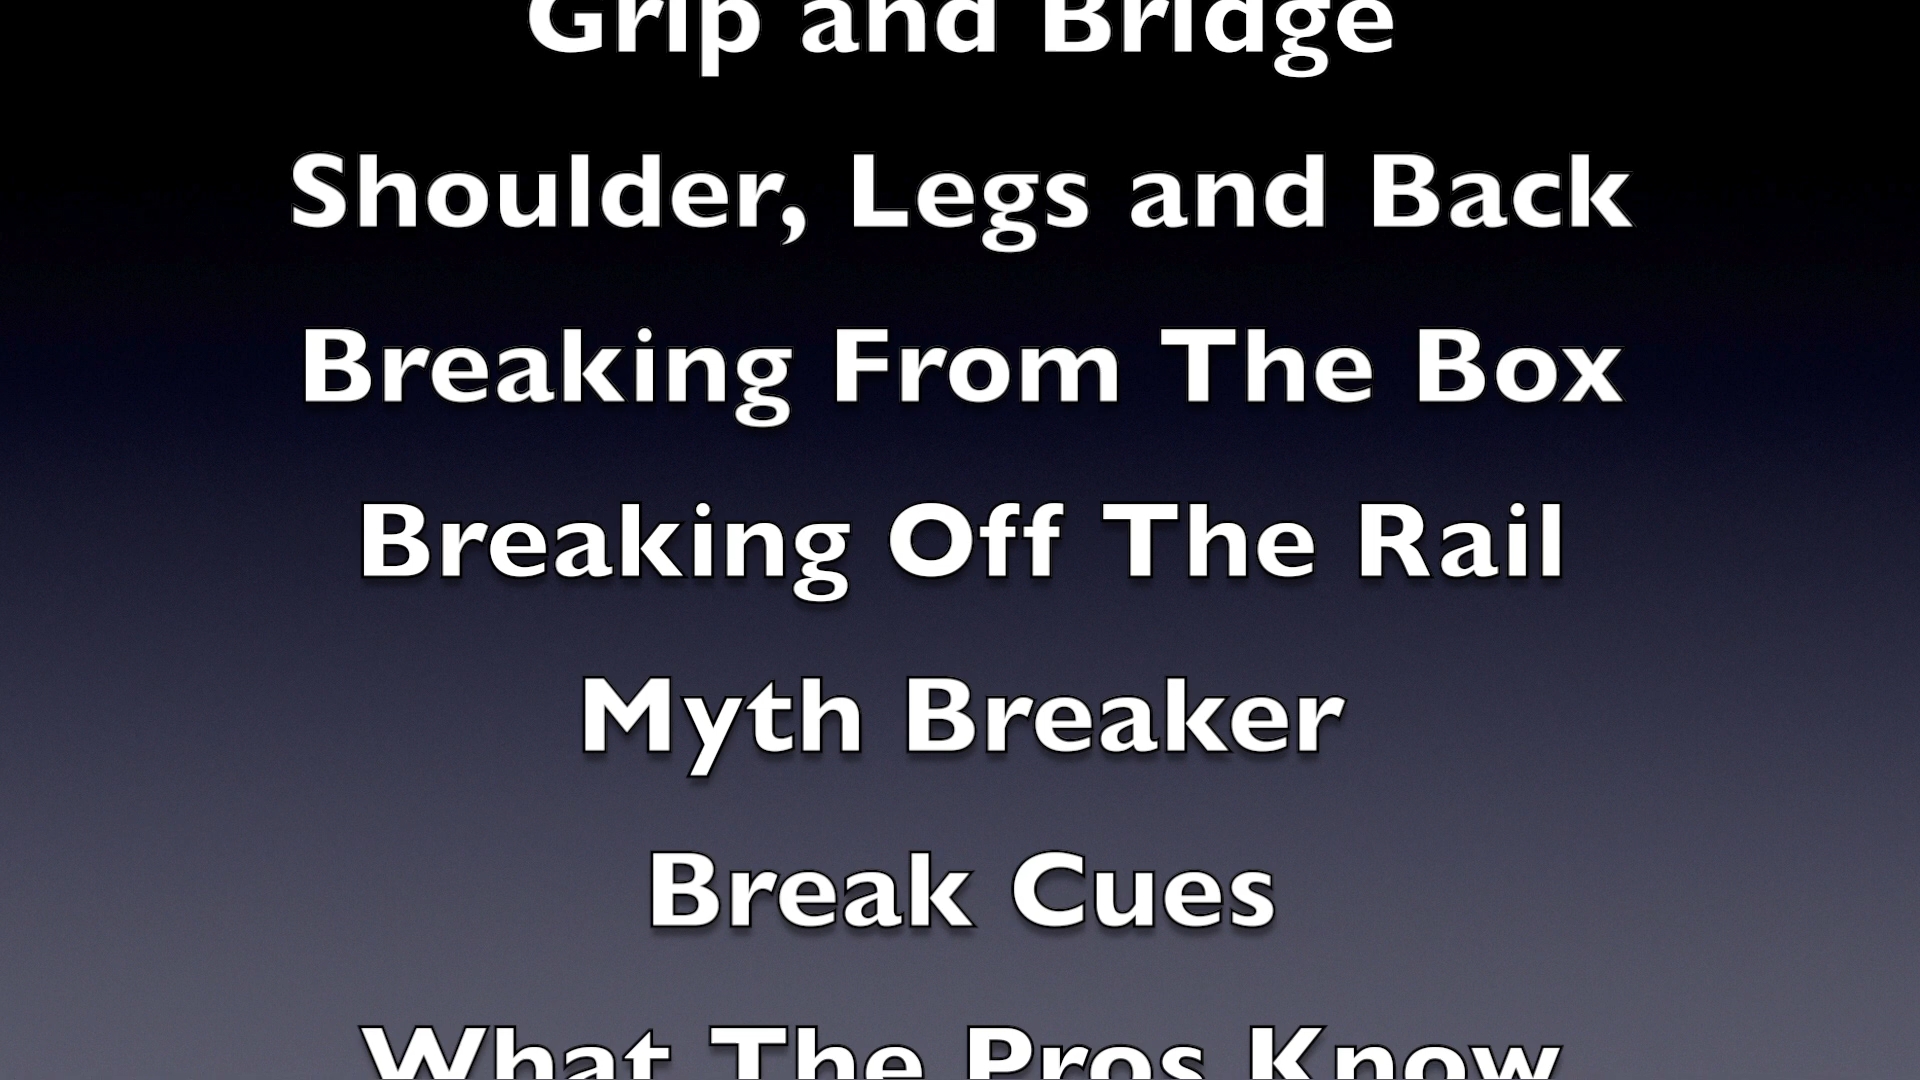 Grip and Bridge
Shoulder, Legs and Back
Breaking From The Box
Breaking Off The Rail
Myth Breaker
Break Cues
What The Pros Know